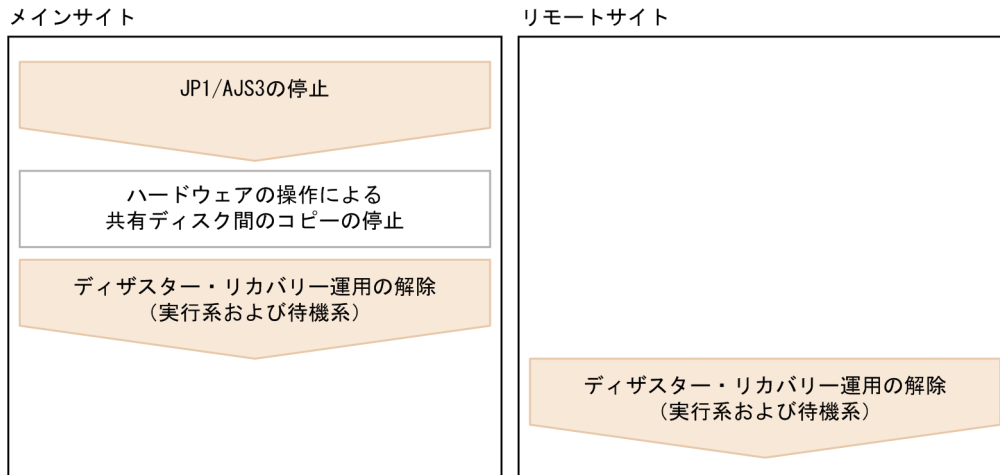 メインサイト
リモートサイト
JP1/AJS3の停止
ハードウェアの操作による
共有ディスク間のコピーの停止
ディザスター・リカバリー運用の解除
（実行系および待機系）
ディザスター・リカバリー運用の解除
（実行系および待機系）